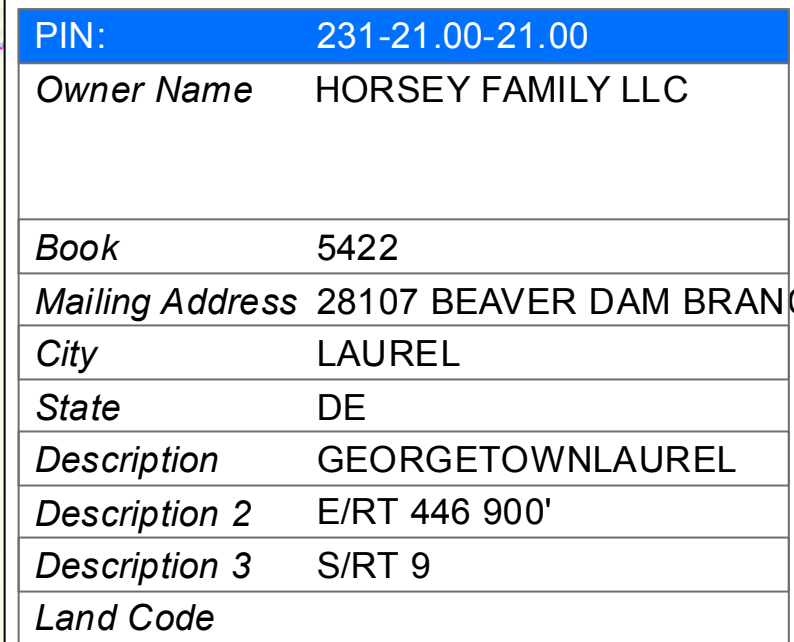 PIN: 231-21.00-21.00
Owner Name HORSEY FAMILY LLC
Book 5422
Mailing Address 28107 BEAVER DAM
City LAUREL
State DE
Description GEORGETOWNLAUREL
Description 2 E/RT 446 900'
Description 3 S/RT 9
Land Code